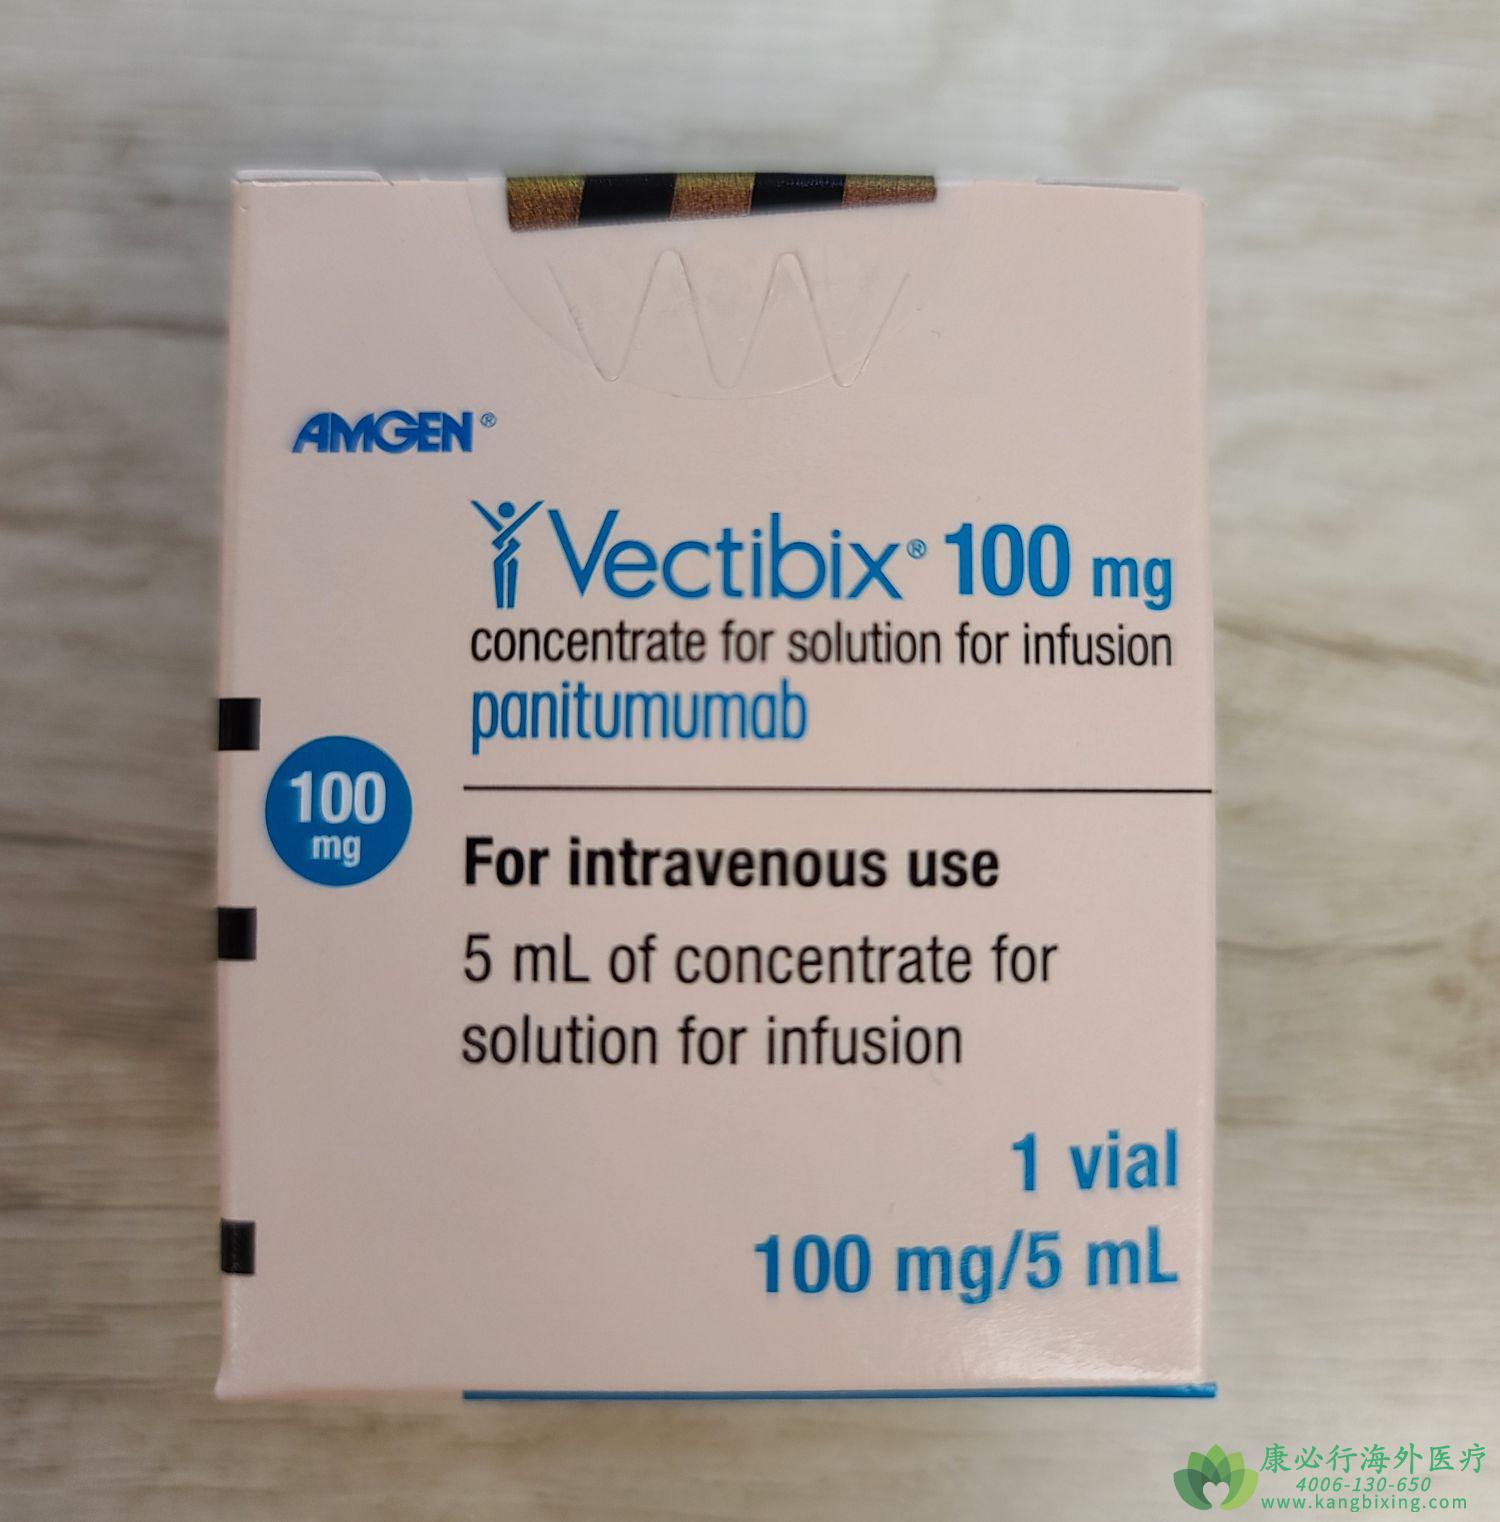 AMGEN®
Vectibix® 100 mg
concentrate for solution for infusion
panitumumab
100
mg
For intravenous use
5 mL of concentrate for
solution for infusion
1 vial
100 mg/5 mL
康必行海外医疗
4006-130-650
www.kangbixing.com